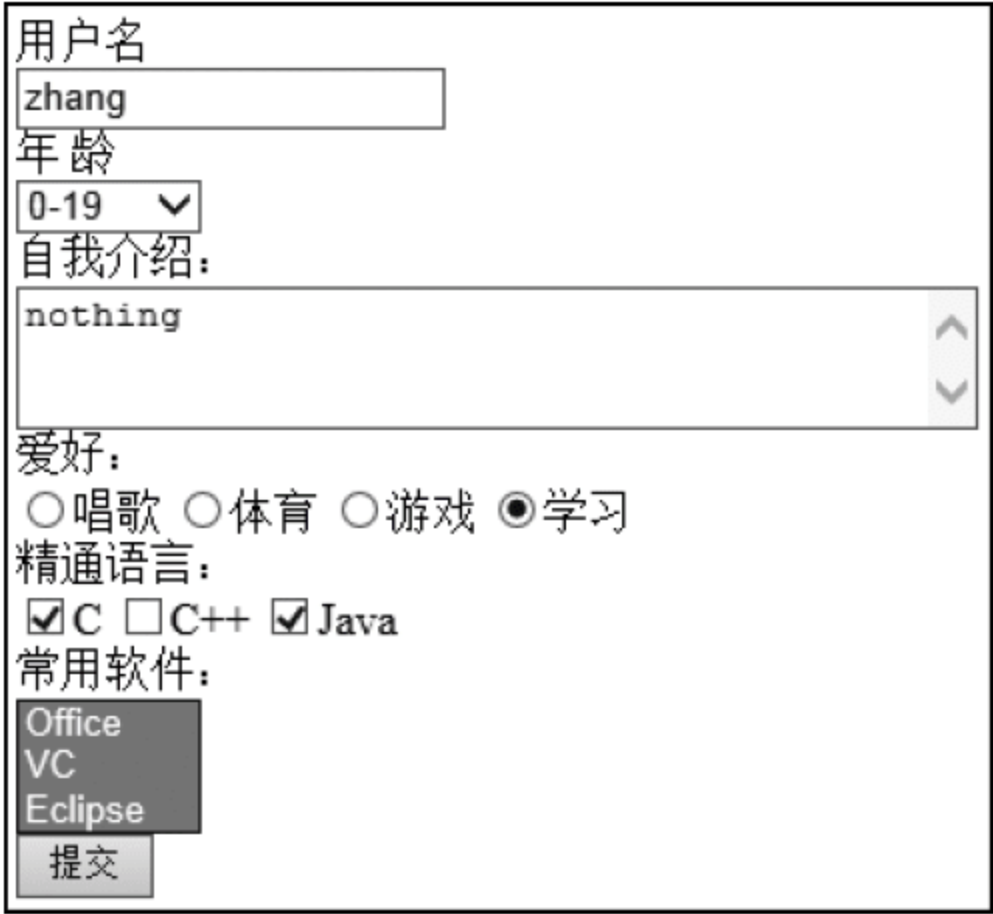 用户名
zhang
年 龄
0-19
自我介绍：
nothing
爱好：
唱歌 体育 游戏 学习
精通语言：
C C++ Java
常用软件：
Office
VC
Eclipse
提交